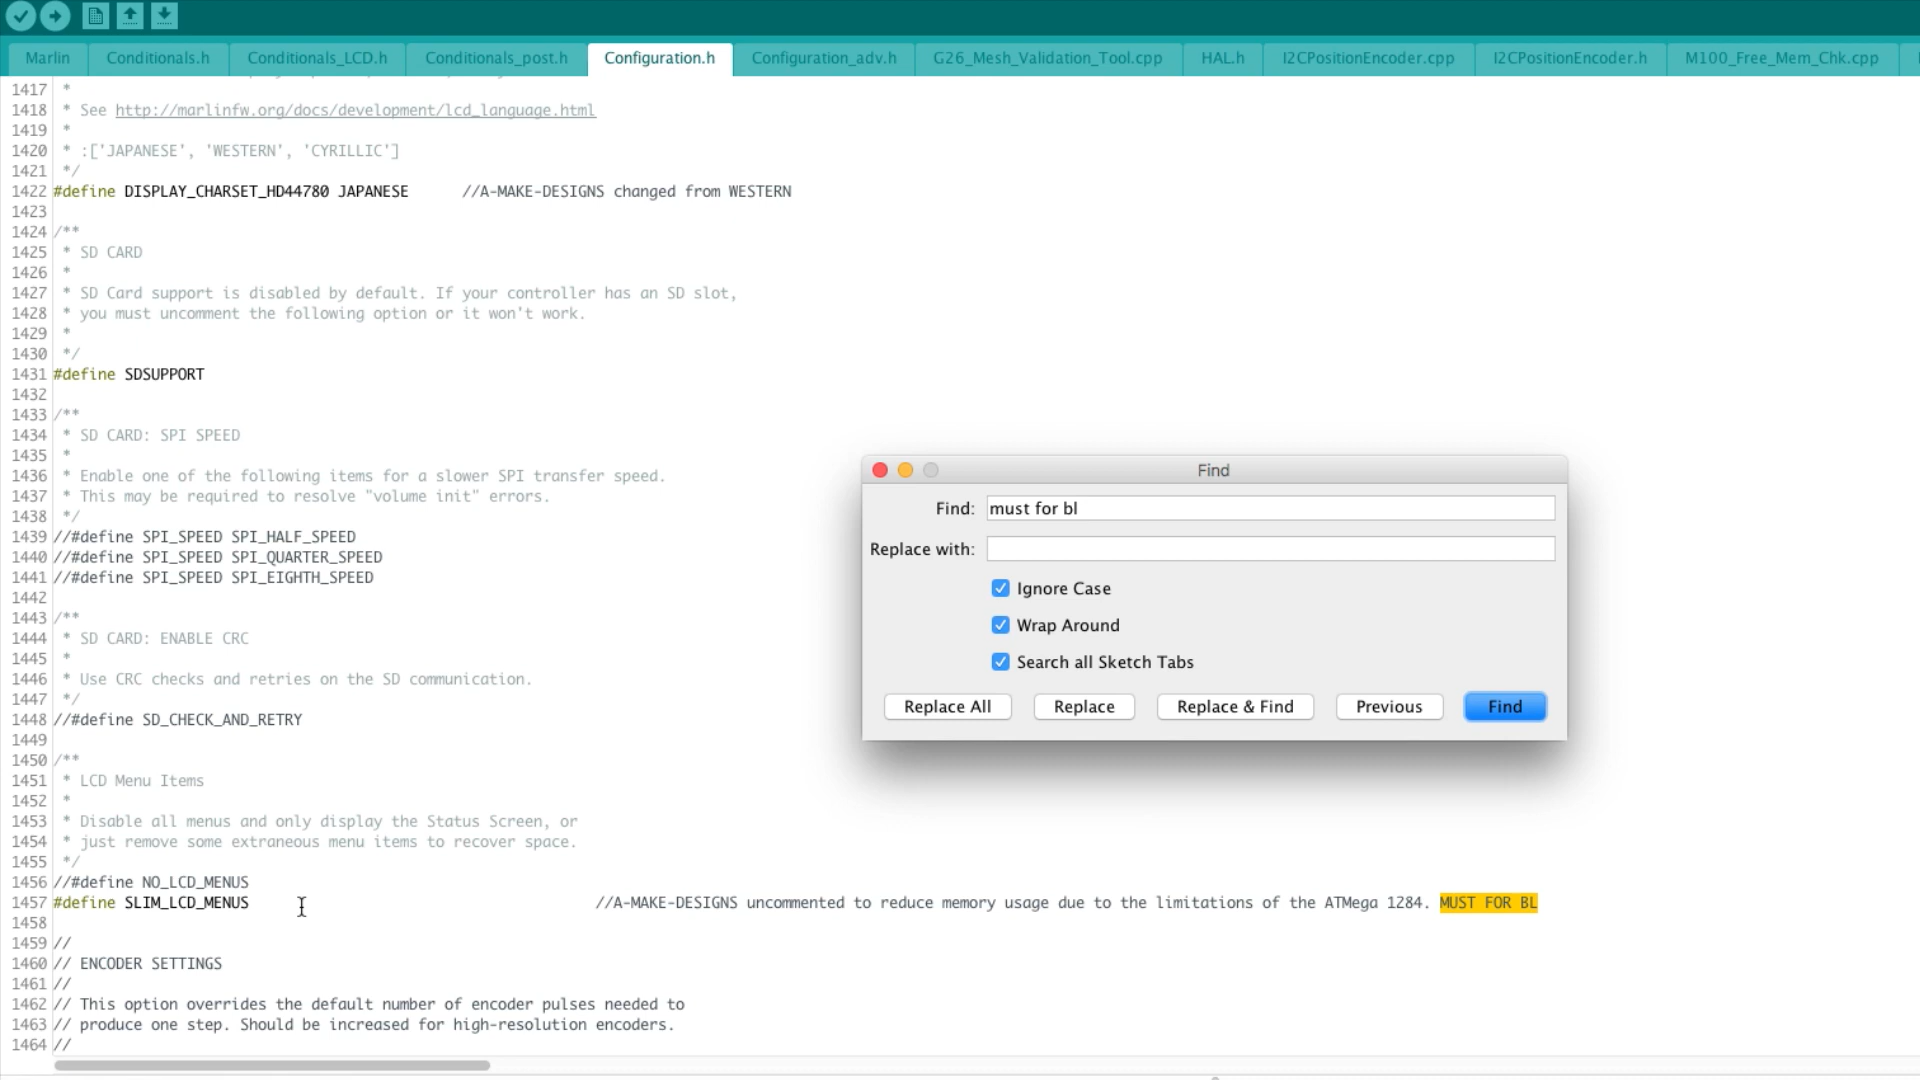 Marlin Conditionals.h Conditionals_LCD.h Conditionals_post.h Configuration.h Configuration_adv.h G26_Mesh_Validation_Tool.cpp HAL.h I2CPositionEncoder.cpp I2CPositionEncoder.h M100_Free_Mem_Chk.cpp
1417 *
1418 * See http://marlinfw.org/docs/development/lcd_language.html
1419 *
1420 * :['JAPANESE', 'WESTERN', 'CYRILLIC']
1421 */
1422 #define DISPLAY_CHARSET_HD44780 JAPANESE //A-MAKE-DESIGNS changed from WESTERN
1423
1424 /**
1425 * SD CARD
1426 *
1427 * SD Card support is disabled by default. If your controller has an SD slot,
1428 * you must uncomment the following option or it won't work.
1429 *
1430 */
1431 #define SDSUPPORT
1432
1433 /**
1434 * SD CARD: SPI SPEED
1435 *
1436 * Enable one of the following items for a slower SPI transfer speed.
1437 * This may be required to resolve "volume init" errors.
1438 */
1439 //#define SPI_SPEED SPI_HALF_SPEED
1440 //#define SPI_SPEED SPI_QUARTER_SPEED
1441 //#define SPI_SPEED SPI_EIGHTH_SPEED
1442
1443 /**
1444 * SD CARD: ENABLE CRC
1445 *
1446 * Use CRC checks and retries on the SD communication.
1447 */
1448 //#define SD_CHECK_AND_RETRY
1449
1450 /**
1451 * LCD Menu Items
1452 *
1453 * Disable all menus and only display the Status Screen, or
1454 * just remove some extraneous menu items to recover space.
1455 */
1456 //#define NO_LCD_MENUS
1457 #define SLIM_LCD_MENUS //A-MAKE-DESIGNS uncommented to reduce memory usage due to the limitations of the ATMega 1284. MUST FOR BL
1458
1459 //
1460 // ENCODER SETTINGS
1461 //
1462 // This option overrides the default number of encoder pulses needed to
1463 // produce one step. Should be increased for high-resolution encoders.
1464 //
Find
Find: must for bl
Replace with:
Ignore Case
Wrap Around
Search all Sketch Tabs
Replace All Replace Replace & Find Previous Find